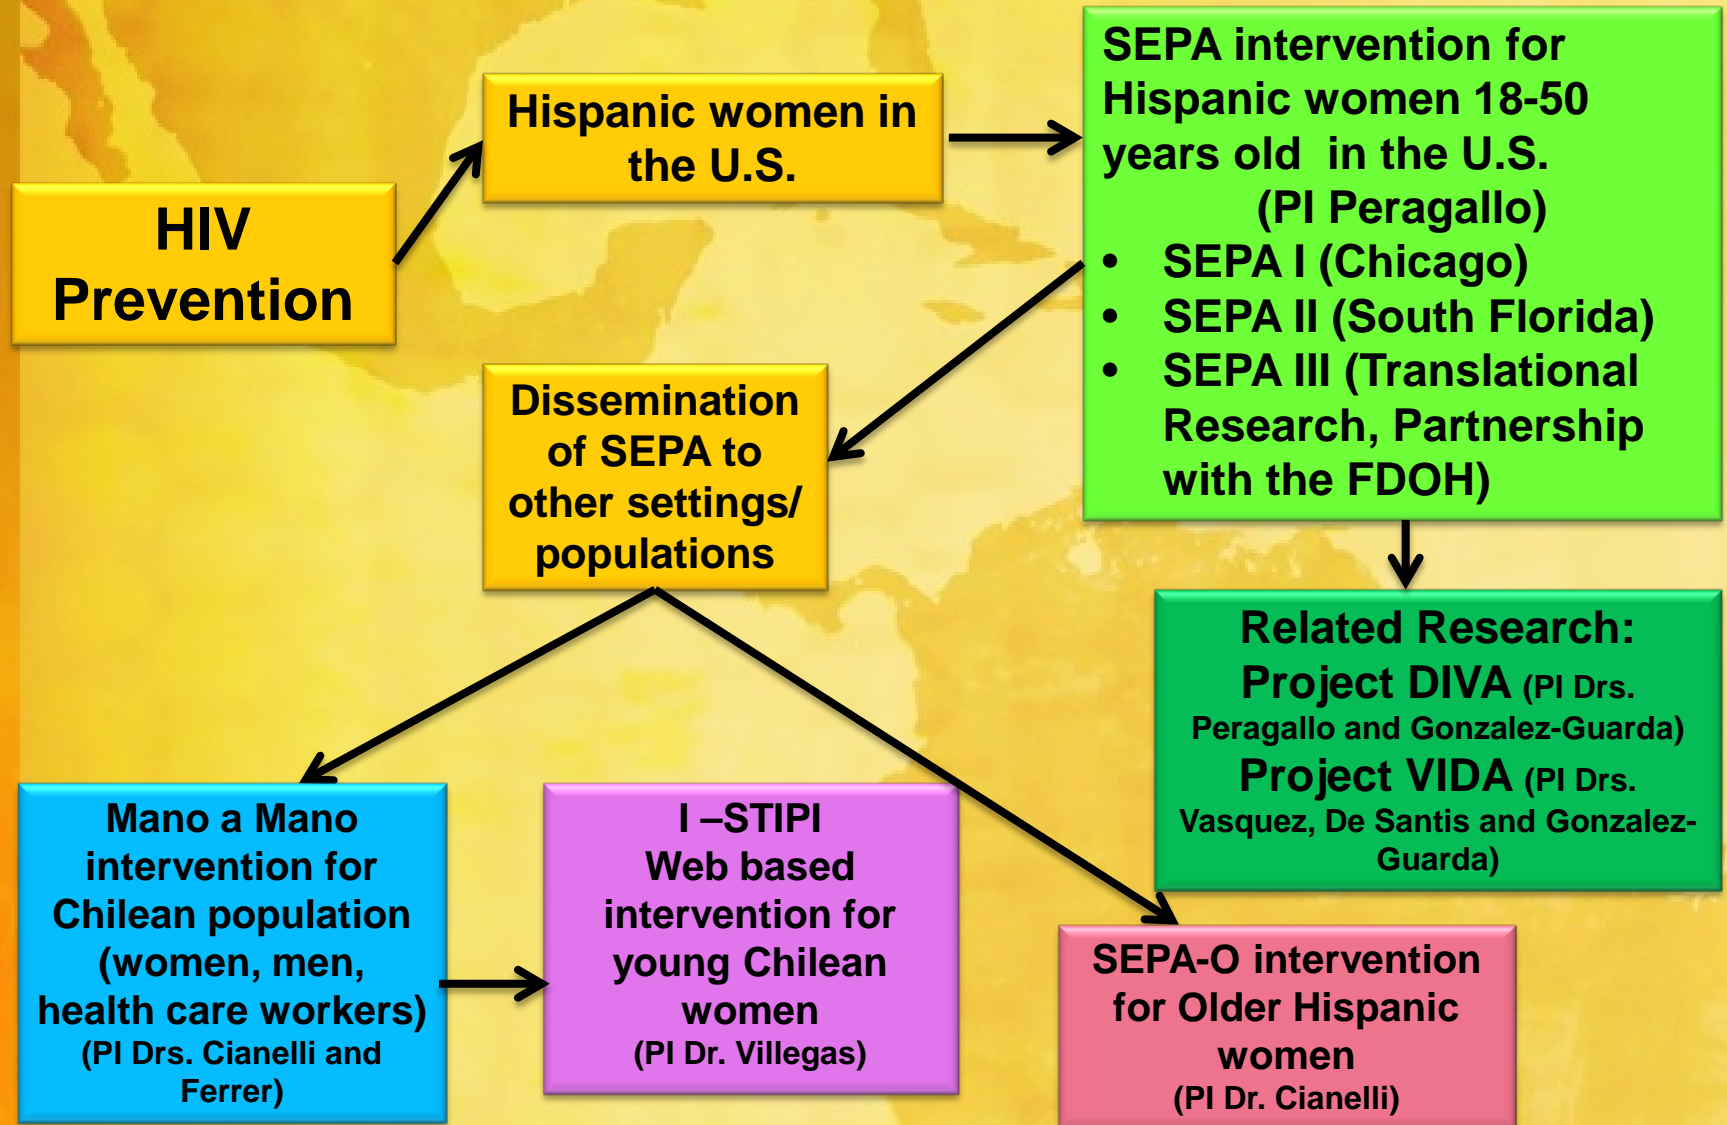 HIV
Prevention
Hispanic women in
the U.S.
SEPA intervention for
Hispanic women 18-50
years old in the U.S.
(PI Peragallo)
• SEPA I (Chicago)
• SEPA II (South Florida)
• SEPA III (Translational
Research, Partnership
with the FDOH)
Dissemination
of SEPA to
other settings/
populations
Related Research:
Project DIVA (PI Drs.
Peragallo and Gonzalez-Guarda)
Project VIDA (PI Drs.
Vasquez, De Santis and Gonzalez-
Guarda)
Mano a Mano
intervention for
Chilean population
(women, men,
health care workers)
(PI Drs. Cianelli and
Ferrer)
I –STIPI
Web based
intervention for
young Chilean
women
(PI Dr. Villegas)
SEPA-O intervention
for Older Hispanic
women
(PI Dr. Cianelli)